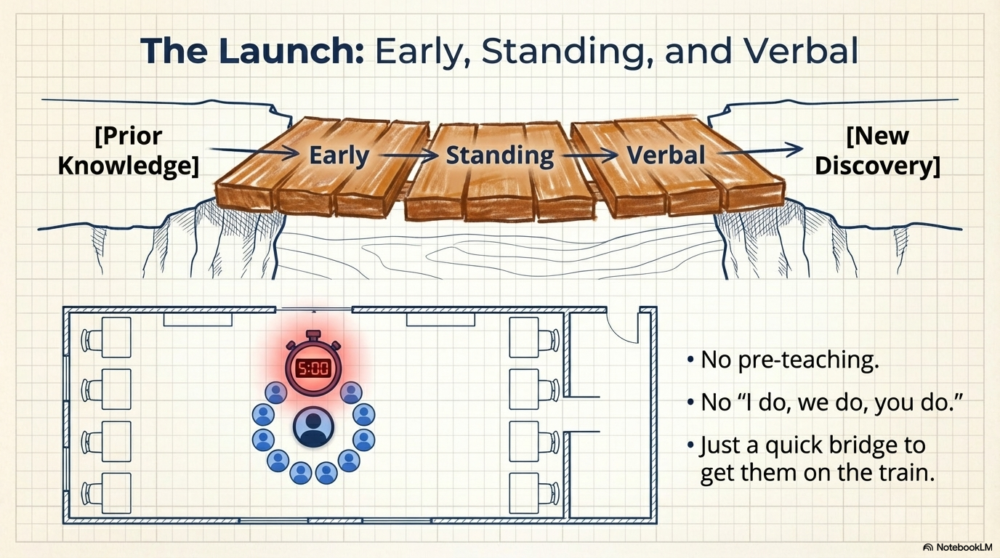 The Launch: Early, Standing, and Verbal
[Prior
Knowledge]
Early
Standing
Verbal
[New
Discovery]
5:00
• No pre-teaching.
• No “I do, we do, you do.”
• Just a quick bridge to
get them on the train.
NotebookLM